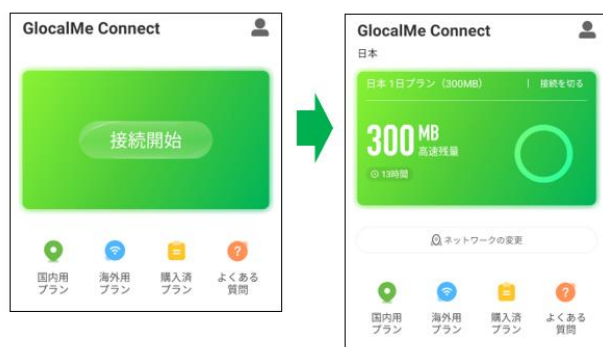 GlocalMe Connect
接続開始
国内用
プラン
海外用
プラン
購入済
プラン
よくある
質問
GlocalMe Connect
日本
日本 1日プラン（300MB）
接続を切る
300 MB
高速残量
13時間
ネットワークの変更
国内用
プラン
海外用
プラン
購入済
プラン
よくある
質問